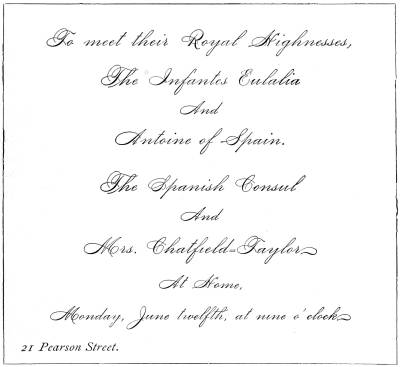 To meet their Royal Highnesses,
The Infantes Eulalia
And
Antoine of Spain.
The Spanish Consul
And
Mrs. Chatfield=Taylor
At Home,
Monday, June twelfth, at nine o'clock
21 Pearson Street.